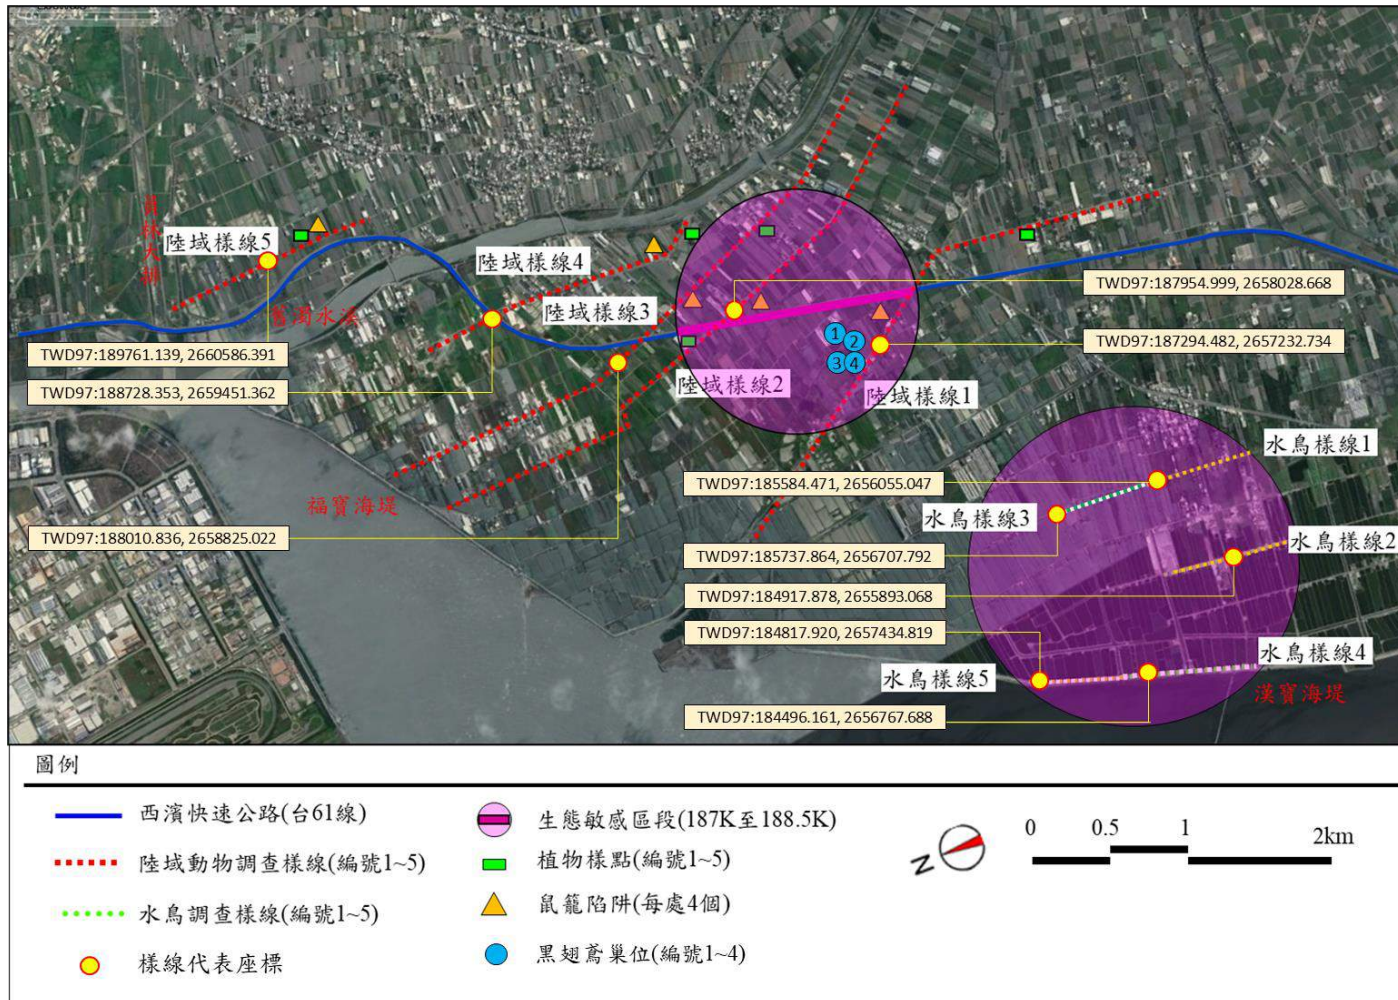 陸域樣線5
舊濁水溪
陸域樣線4
陸域樣線3
TWD97:187954.999, 2658028.668
TWD97:187294.482, 2657232.734
TWD97:189761.139, 2660586.391
TWD97:188728.353, 2659451.362
1
2
3
4
陸域樣線2
陸域樣線1
水鳥樣線1
TWD97:185584.471, 2656055.047
福寶海堤
水鳥樣線3
TWD97:188010.836, 2658825.022
水鳥樣線2
TWD97:185737.864, 2656707.792
TWD97:184917.878, 2655893.068
TWD97:184817.920, 2657434.819
水鳥樣線4
水鳥樣線5
漢寶海堤
TWD97:184496.161, 2656767.688
圖例
西濱快速公路(台61線)
陸域動物調查樣線(編號1~5)
水鳥調查樣線(編號1~5)
樣線代表座標
生態敏感區段(187K至188.5K)
植物樣點(編號1~5)
鼠籠陷阱(每處4個)
黑翅鳶巢位(編號1~4)
N
0 0.5 1 2km